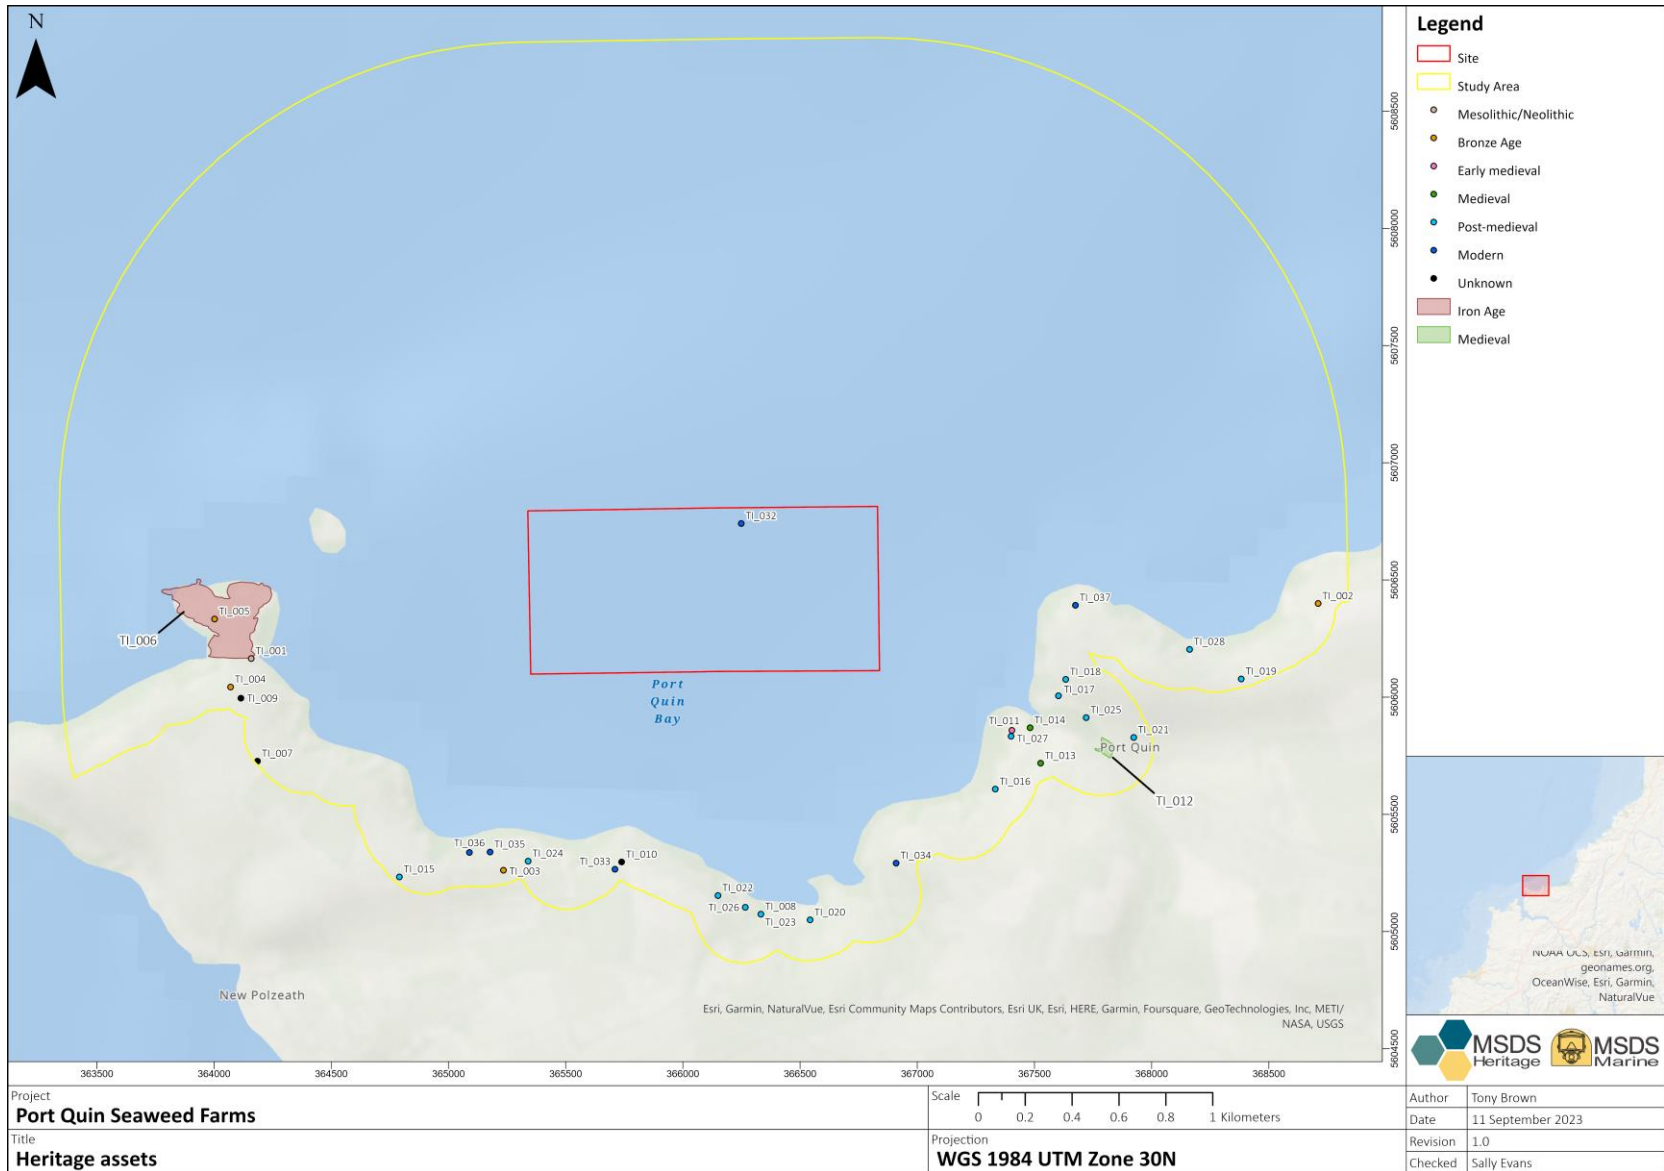 N
TI_032
TI_005
TI_006
TI_001
TI_004
TI_009
TI_007
TI_037
TI_002
TI_028
TI_018
TI_019
TI_017
TI_025
TI_011
TI_014
TI_027
TI_021
Port Quin
TI_013
TI_016
TI_012
Port
Quin
Bay
TI_036
TI_035
TI_024
TI_033
TI_010
TI_034
TI_015
TI_003
TI_022
TI_026
TI_008
TI_023
TI_020
New Polzeath
Esri, Garmin, NaturalVue, Esri Community Maps Contributors, Esri UK, Esri, HERE, Garmin, Foursquare, GeoTechnologies, Inc, METI/
NASA, USGS
5608500
5608000
5607500
5607000
5606500
5606000
5605500
5605000
5604500
363500 364000 364500 365000 365500 366000 366500 367000 367500 368000 368500
Legend
Site
Study Area
Mesolithic/Neolithic
Bronze Age
Early medieval
Medieval
Post-medieval
Modern
Unknown
Iron Age
Medieval
NOAA OCS, Esri, Garmin,
geonames.org,
OceanWise, Esri, Garmin,
NaturalVue
MSDS
Heritage
MSDS
Marine
Project
Port Quin Seaweed Farms
Title
Heritage assets
Scale
0 0.2 0.4 0.6 0.8 1 Kilometers
Projection
WGS 1984 UTM Zone 30N
Author Tony Brown
Date 11 September 2023
Revision 1.0
Checked Sally Evans